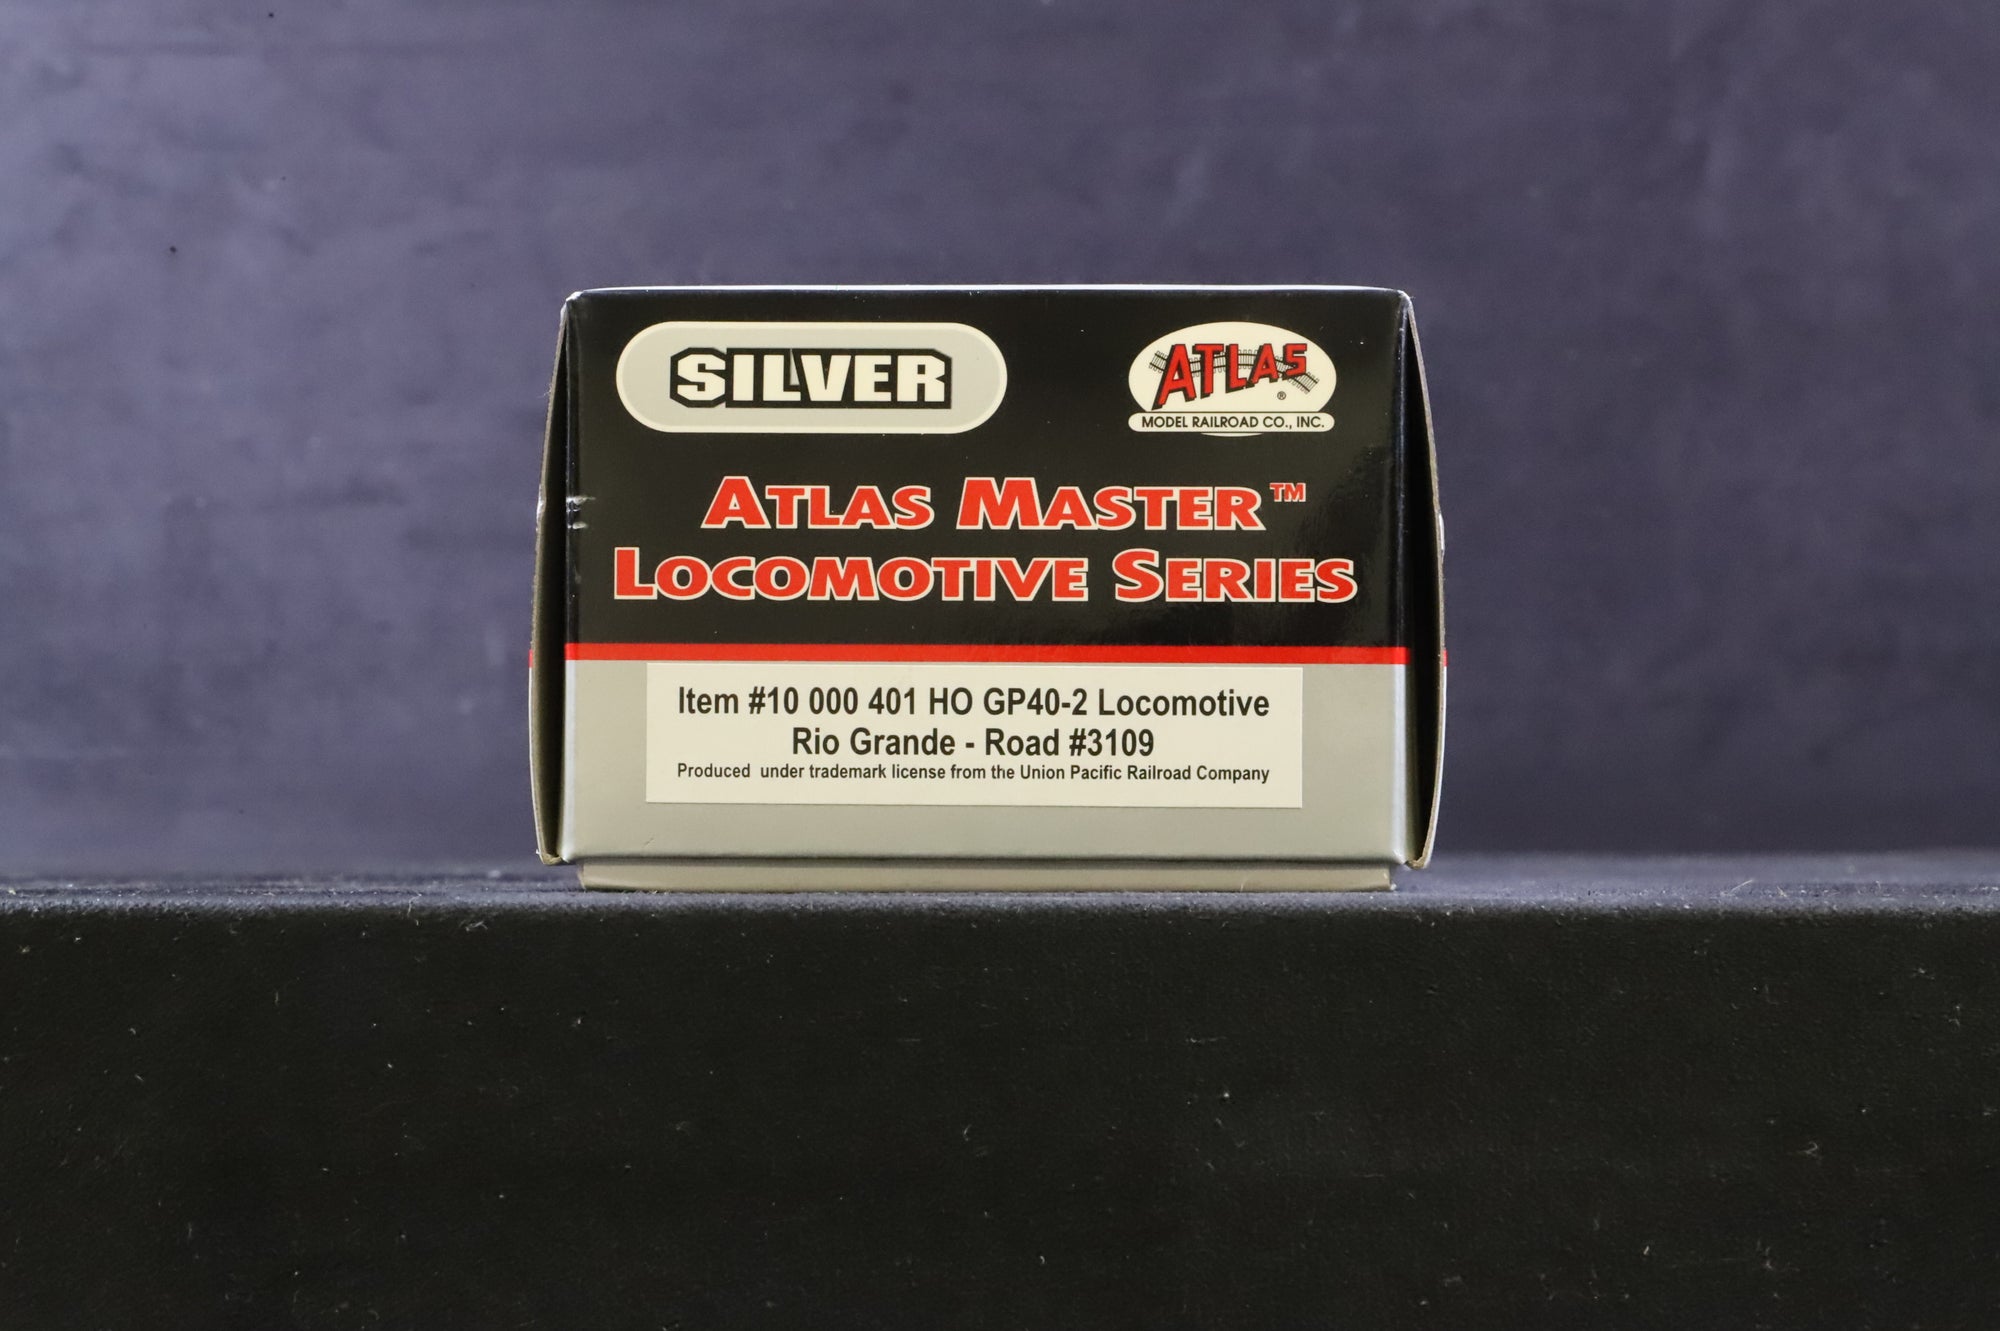 SILVER
ATLAS ®
MODEL RAILROAD CO., INC.
ATLAS MASTER™
LOCOMOTIVE SERIES
Item #10 000 401 HO GP40-2 Locomotive
Rio Grande - Road #3109
Produced under trademark license from the Union Pacific Railroad Company